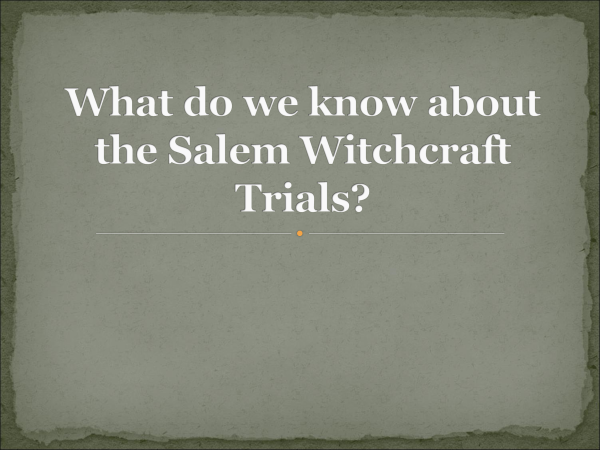 What do we know about
the Salem Witchcraft
Trials?